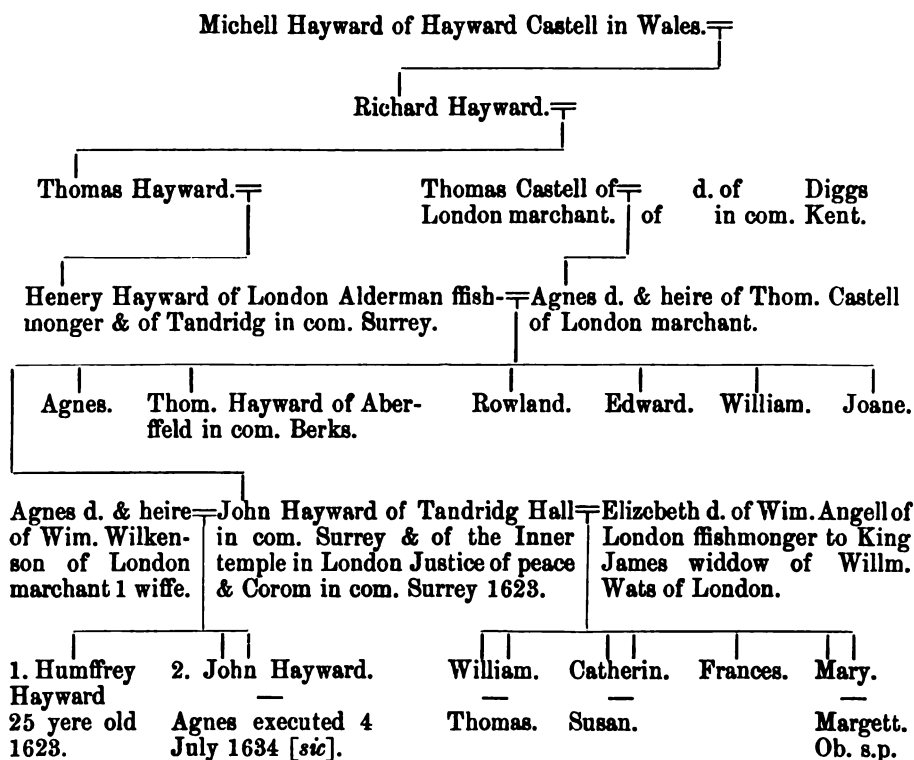 Michell Hayward of Hayward Castell in Wales.
Richard Hayward.
Thomas Hayward.
Thomas Castell of d. of Diggs
London marchant. of in com. Kent.
Henery Hayward of London Alderman ffish-
monger & of Tandridg in com. Surrey.
Agnes d. & heire of Thom. Castell
of London marchant.
Agnes.
Thom. Hayward of Aber-
ffeld in com. Berks.
Rowland.
Edward.
William.
Joane.
Agnes d. & heire
of Wim. Wilken-
son of London
marchant 1 wiffe.
John Hayward of Tandridg Hall
in com. Surrey & of the Inner
temple in London Justice of peace
& Corom in com. Surrey 1623.
Elizcbeth d. of Wim. Angell of
London ffishmonger to King
James widdow of Willm.
Wats of London.
1. Humffrey
Hayward
25 yere old
1623.
2. John Hayward.
—
Agnes executed 4
July 1634 [sic].
William.
—
Thomas.
Catherin.
—
Susan.
Frances.
Mary.
—
Margett.
Ob. s.p.